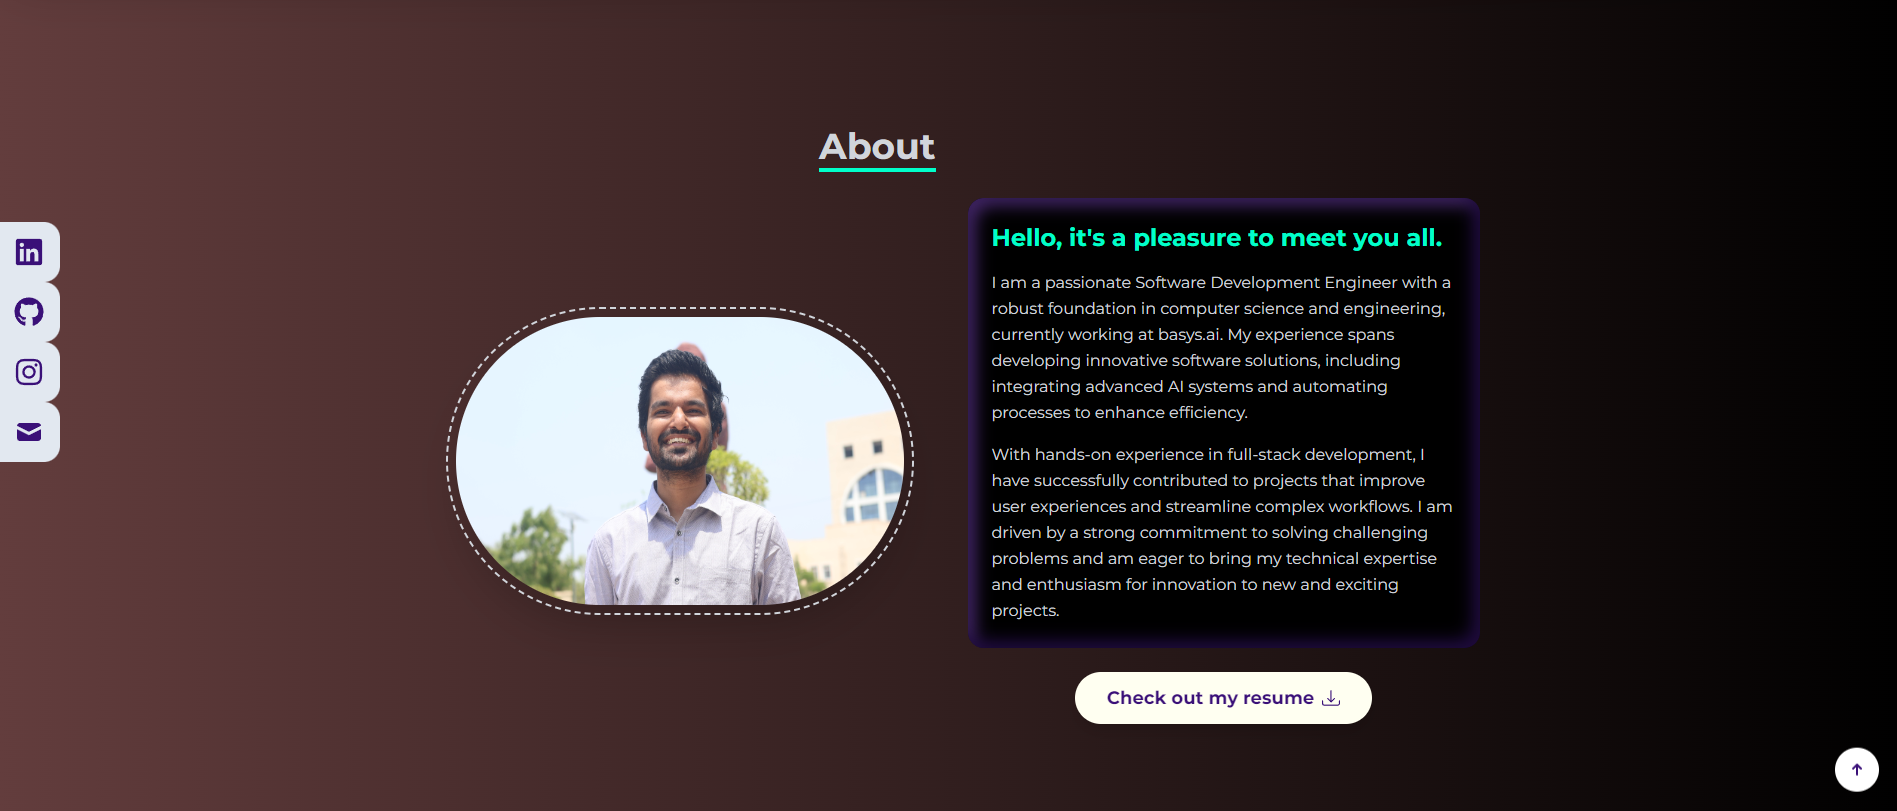 About
Hello, it's a pleasure to meet you all.
I am a passionate Software Development Engineer with a
robust foundation in computer science and engineering,
currently working at basys.ai. My experience spans
developing innovative software solutions, including
integrating advanced AI systems and automating
processes to enhance efficiency.
With hands-on experience in full-stack development, I
have successfully contributed to projects that improve
user experiences and streamline complex workflows. I am
driven by a strong commitment to solving challenging
problems and am eager to bring my technical expertise
and enthusiasm for innovation to new and exciting
projects.
Check out my resume